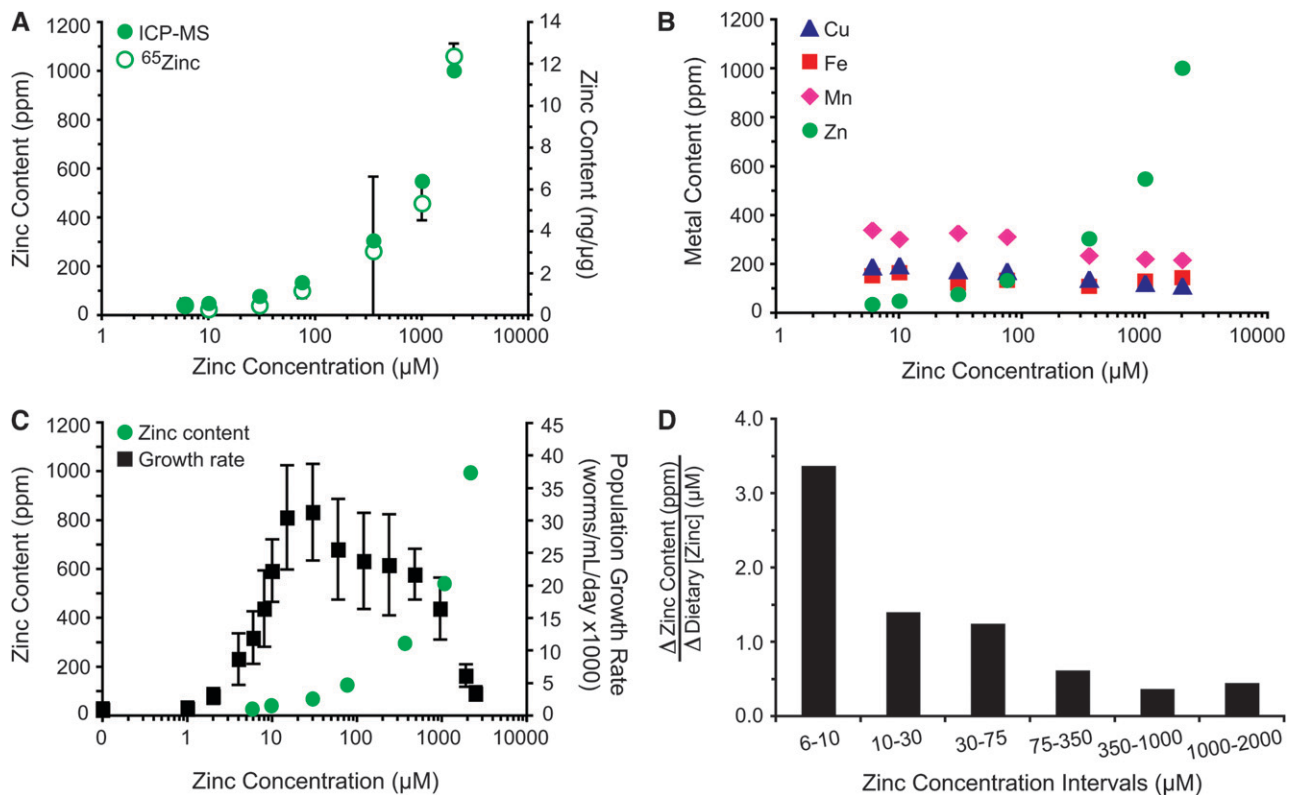 A
ICP-MS
⁶⁵Zinc
Zinc Content (ppm)
1200
1000
800
600
400
200
0
14
12
10
8
6
4
2
0
Zinc Content (ng/µg)
1
10
100
1000
10000
Zinc Concentration (µM)
B
Cu
Fe
Mn
Zn
Metal Content (ppm)
1200
1000
800
600
400
200
0
1
10
100
1000
10000
Zinc Concentration (µM)
C
Zinc content
Growth rate
Zinc Content (ppm)
1200
1000
800
600
400
200
0
45
40
35
30
25
20
15
10
5
0
Population Growth Rate
(worms/mL/day x1000)
0
1
10
100
1000
10000
Zinc Concentration (µM)
D
Δ Zinc Content (ppm)
Δ Dietary [Zinc] (µM)
4.0
3.0
2.0
1.0
0.0
6-10
10-30
30-75
75-350
350-1000
1000-2000
Zinc Concentration Intervals (µM)